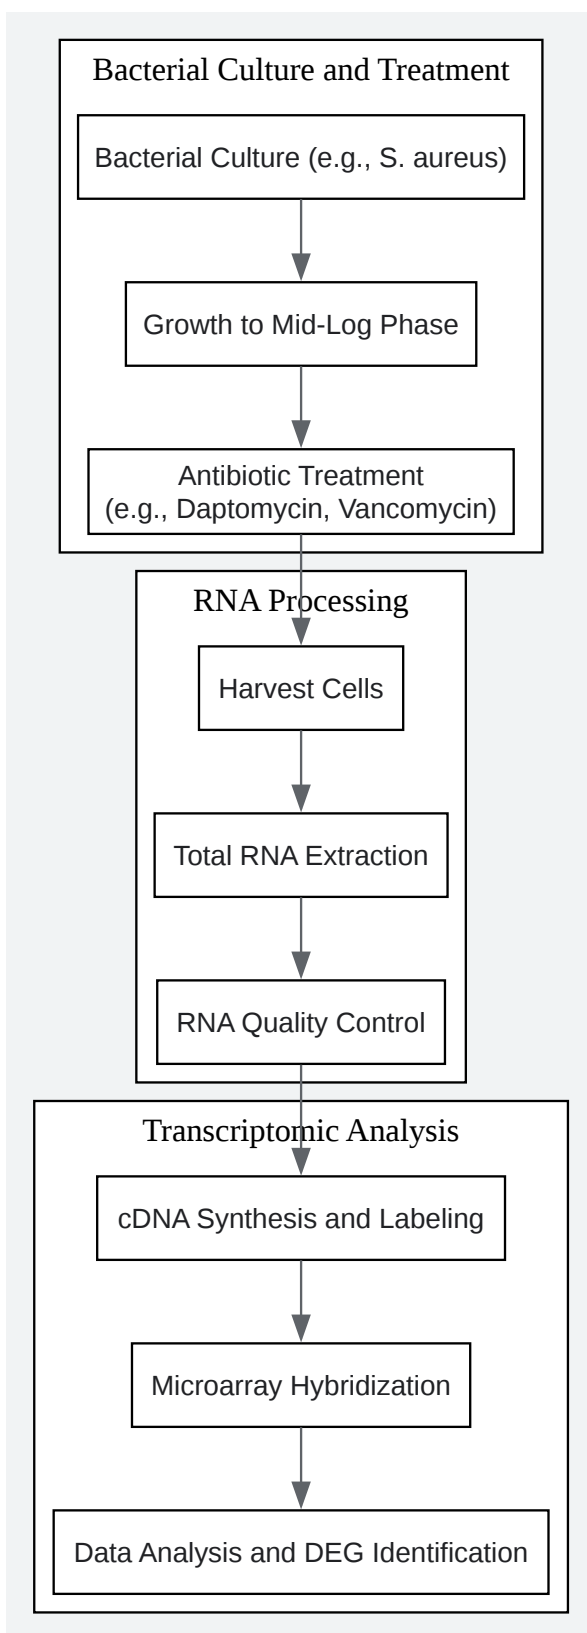 Bacterial Culture and Treatment
Bacterial Culture (e.g., S. aureus)
Growth to Mid-Log Phase
Antibiotic Treatment
(e.g., Daptomycin, Vancomycin)
RNA Processing
Harvest Cells
Total RNA Extraction
RNA Quality Control
Transcriptomic Analysis
cDNA Synthesis and Labeling
Microarray Hybridization
Data Analysis and DEG Identification